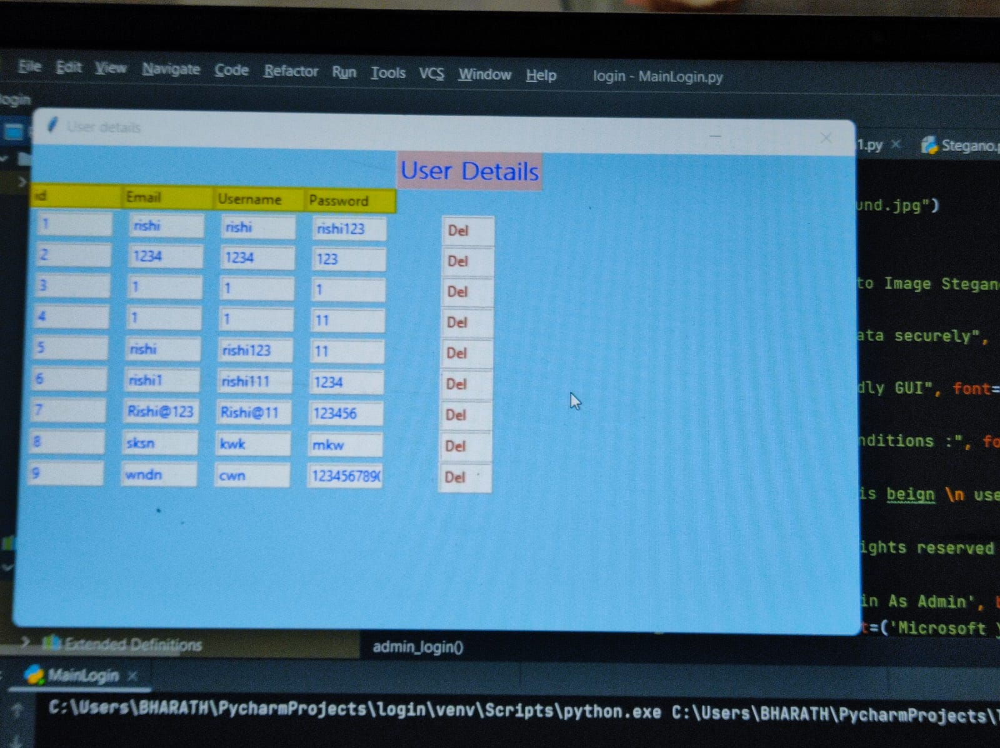 File Edit View Navigate Code Refactor Run Tools VCS Window Help login - MainLogin.py
login
User details
1.py × Stegano.p
User Details
id Email Username Password
und.jpg")
1 rishi rishi rishi123 Del
2 1234 1234 123 Del
3 1 1 1 Del
to Image Stegan
4 1 1 11 Del
ata securely",
5 rishi rishi123 11 Del
6 rishi1 rishi111 1234 Del
dly GUI", font=
7 Rishi@123 Rishi@11 123456 Del
8 sksn kwk mkw Del
nditions :", fo
9 wndn cwn 123456789( Del
is beign \n use
ights reserved
in As Admin',
t=('Microsoft
Extended Definitions admin_login()
MainLogin ×
C:\Users\BHARATH\PycharmProjects\login\venv\Scripts\python.exe C:\Users\BHARATH\PycharmProjects\